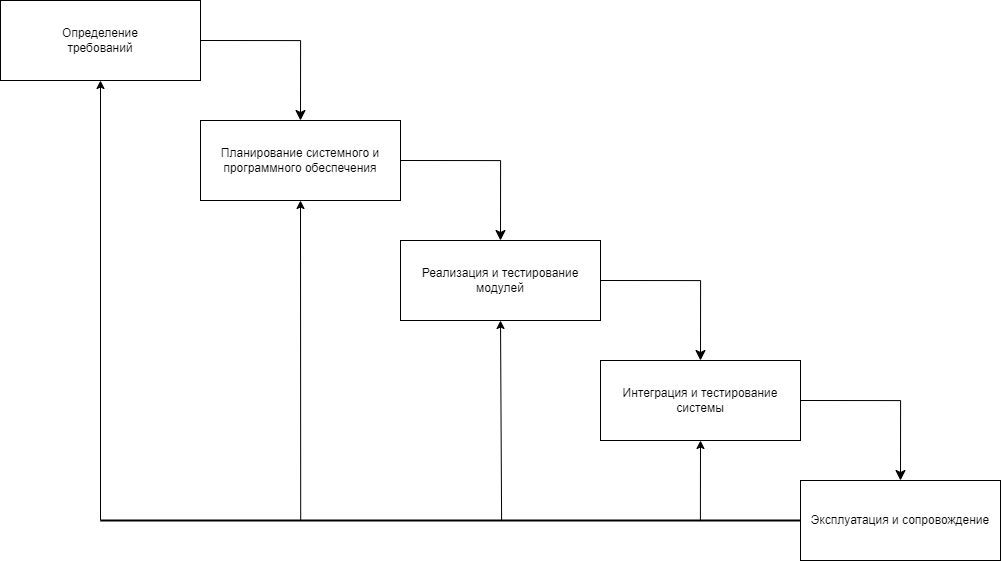 Определение
требований
Планирование системного и
программного обеспечения
Реализация и тестирование
модулей
Интеграция и тестирование
системы
Эксплуатация и сопровождение